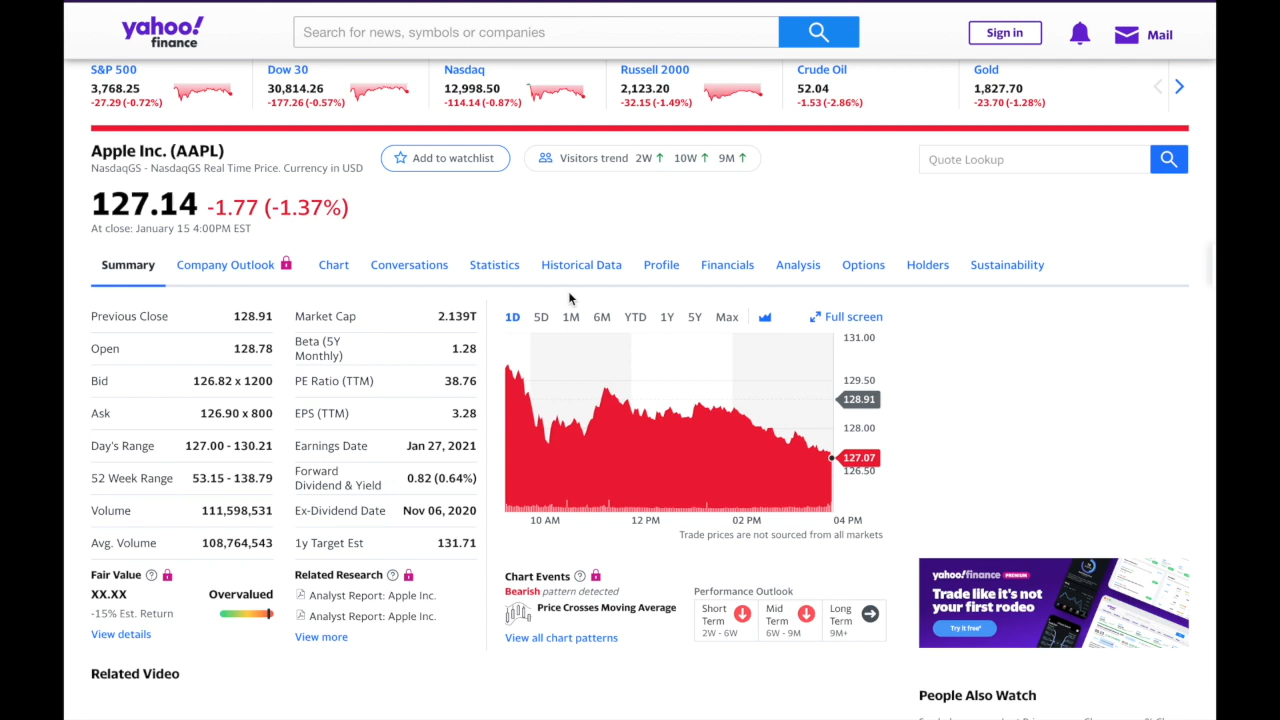 yahoo!
finance
Search for news, symbols or companies
Sign in
Mail
S&P 500
3,768.25
-27.29 (-0.72%)
Dow 30
30,814.26
-177.26 (-0.57%)
Nasdaq
12,998.50
-114.14 (-0.87%)
Russell 2000
2,123.20
-32.15 (-1.49%)
Crude Oil
52.04
-1.53 (-2.86%)
Gold
1,827.70
-23.70 (-1.28%)
Apple Inc. (AAPL)
NasdaqGS - NasdaqGS Real Time Price. Currency in USD
Add to watchlist
Visitors trend 2W ↑ 10W ↑ 9M ↑
Quote Lookup
127.14 -1.77 (-1.37%)
At close: January 15 4:00PM EST
Summary Company Outlook Chart Conversations Statistics Historical Data Profile Financials Analysis Options Holders Sustainability
Previous Close 128.91
Open 128.78
Bid 126.82 x 1200
Ask 126.90 x 800
Day's Range 127.00 - 130.21
52 Week Range 53.15 - 138.79
Volume 111,598,531
Avg. Volume 108,764,543
Market Cap 2.139T
Beta (5Y
Monthly) 1.28
PE Ratio (TTM) 38.76
EPS (TTM) 3.28
Earnings Date Jan 27, 2021
Forward
Dividend & Yield 0.82 (0.64%)
Ex-Dividend Date Nov 06, 2020
1y Target Est 131.71
1D 5D 1M 6M YTD 1Y 5Y Max
Full screen
131.00
129.50
128.91
128.00
127.07
126.50
10 AM 12 PM 02 PM 04 PM
Trade prices are not sourced from all markets
Fair Value
XX.XX Overvalued
-15% Est. Return
View details
Related Research
Analyst Report: Apple Inc.
Analyst Report: Apple Inc.
View more
Chart Events
Bearish pattern detected
Price Crosses Moving Average
View all chart patterns
Performance Outlook
Short
Term
2W - 6W
Mid
Term
6W - 9M
Long
Term
9M+
yahoo!finance PREMIUM
Trade like it's not
your first rodeo
Try it free*
Related Video
People Also Watch